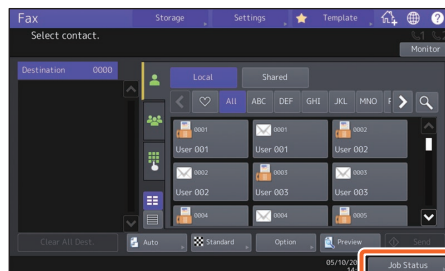 Fax
Storage
Settings
Template
Select contact.
Monitor
Destination 0000
Local
Shared
All
ABC
DEF
GHI
JKL
MNO
0001
User 001
0001
User 001
0002
User 002
0002
User 002
0003
User 003
0003
User 003
0004
0004
0005
Clear All Dest.
Auto
Standard
Option
Preview
Send
Job Status